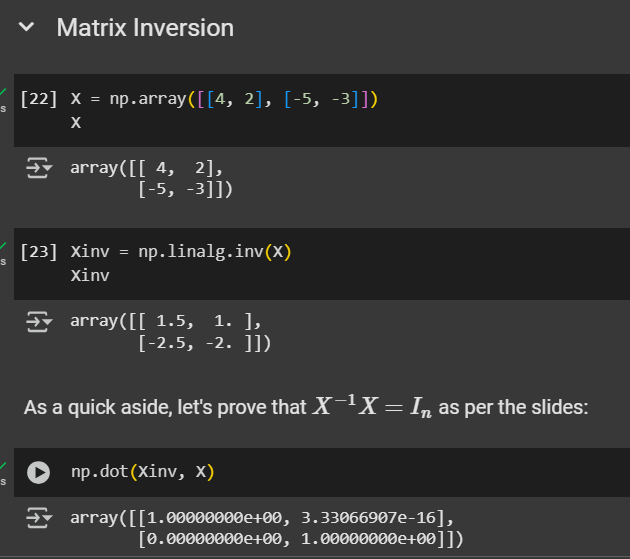 Matrix Inversion
[22] X = np.array([[4, 2], [-5, -3]])
X
s
array([[ 4,  2],
       [-5, -3]])
[23] Xinv = np.linalg.inv(X)
Xinv
s
array([[ 1.5,  1. ],
       [-2.5, -2. ]])
As a quick aside, let's prove that X⁻¹X = Iₙ as per the slides:
np.dot(Xinv, X)
s
array([[1.00000000e+00, 3.33066907e-16],
       [0.00000000e+00, 1.00000000e+00]])